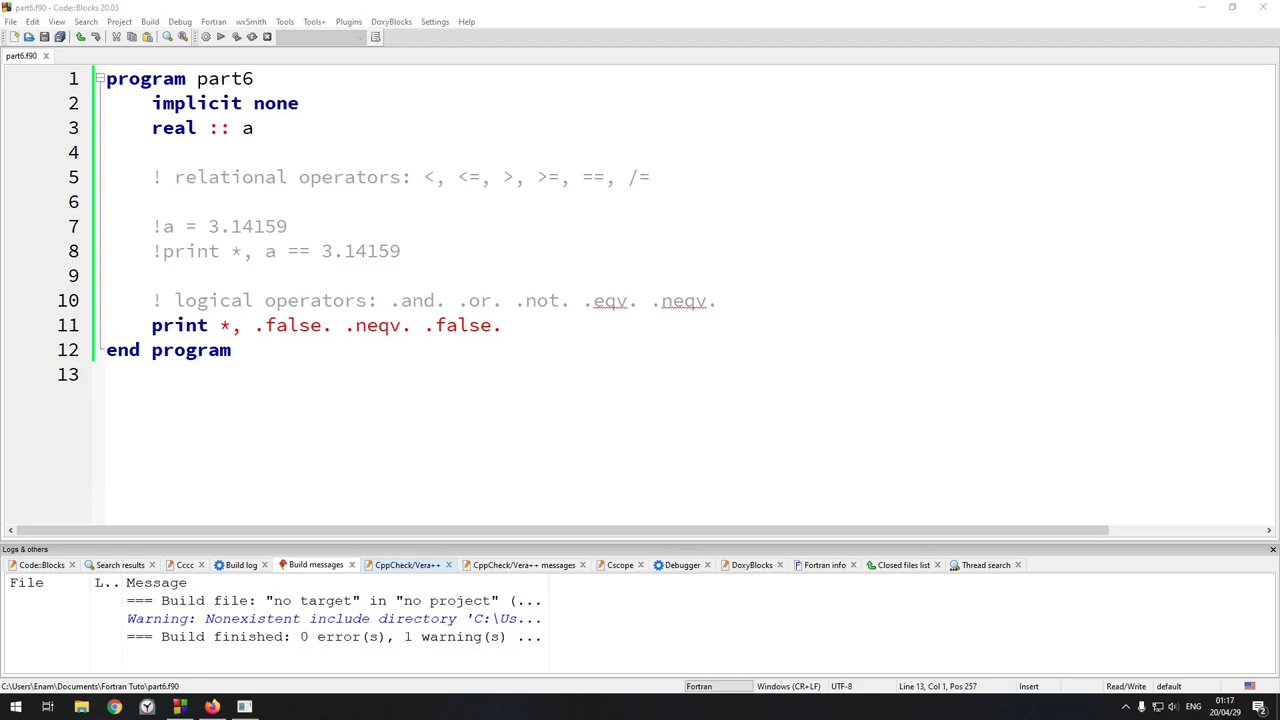 part6.f90 - Code::Blocks 20.03
File Edit View Search Project Build Debug Fortran wxSmith Tools Tools+ Plugins DoxyBlocks Settings Help
part6.f90
1 program part6
2 implicit none
3 real :: a
4
5 ! relational operators: <, <=, >, >=, ==, /=
6
7 !a = 3.14159
8 !print *, a == 3.14159
9
10 ! logical operators: .and. .or. .not. .eqv. .neqv.
11 print *, .false. .neqv. .false.
12 end program
13
Logs & others
Code::Blocks Search results Cccc Build log Build messages CppCheck/Vera++ CppCheck/Vera++ messages Cscope Debugger DoxyBlocks Fortran info Closed files list Thread search
File L.. Message
=== Build file: "no target" in "no project" (...
Warning: Nonexistent include directory 'C:\Us...
=== Build finished: 0 error(s), 1 warning(s) ...
C:\Users\Enam\Documents\Fortran Tuto\part6.f90 Fortran Windows (CR+LF) UTF-8 Line 13, Col 1, Pos 257 Insert Read/Write default
ENG 01:17
20/04/29 2